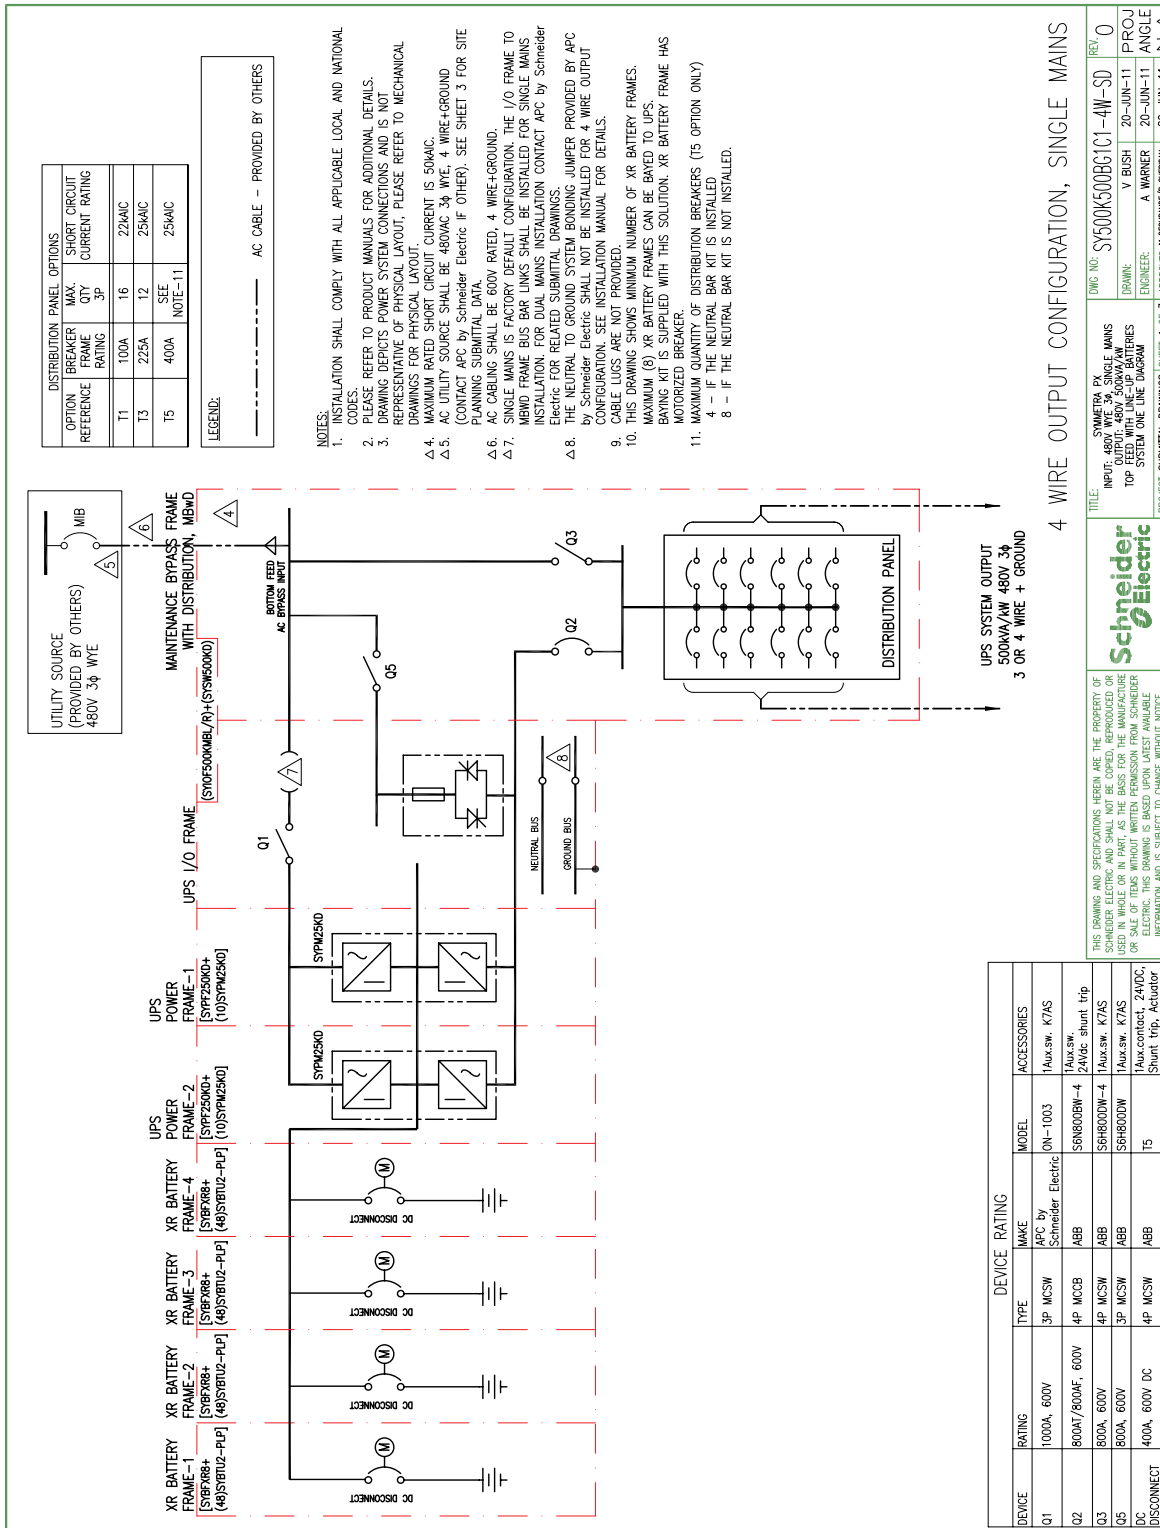 UTILITY SOURCE
(PROVIDED BY OTHERS)
480V 3ϕ WYE
MIB
5
6
MAINTENANCE BYPASS FRAME
WITH DISTRIBUTION, MBwD
(SYIOF500KMBL/R)+(SYSW500KD)
4
BOTTOM FEED
AC BYPASS INPUT
UPS I/O FRAME
Q1
7
Q5
Q3
Q2
UPS
POWER
FRAME-1
[SYPF250KD+
(10)SYPM25KD]
SYPM25KD
UPS
POWER
FRAME-2
[SYPF250KD+
(10)SYPM25KD]
SYPM25KD
XR BATTERY
FRAME-4
[SYBFXR8+
(48)SYBTU2-PLP]
DC DISCONNECT
M
XR BATTERY
FRAME-3
[SYBFXR8+
(48)SYBTU2-PLP]
DC DISCONNECT
M
XR BATTERY
FRAME-2
[SYBFXR8+
(48)SYBTU2-PLP]
DC DISCONNECT
M
XR BATTERY
FRAME-1
[SYBFXR8+
(48)SYBTU2-PLP]
DC DISCONNECT
M
NEUTRAL BUS
GROUND BUS
8
DISTRIBUTION PANEL
UPS SYSTEM OUTPUT
500kVA/kW 480V 3ϕ
3 OR 4 WIRE + GROUND
DISTRIBUTION PANEL OPTIONS
OPTION REFERENCE BREAKER FRAME RATING MAX. QTY 3P SHORT CIRCUIT CURRENT RATING
T1 100A 16 22kAIC
T3 225A 12 25kAIC
T5 400A SEE NOTE-11 25kAIC
LEGEND:
AC CABLE - PROVIDED BY OTHERS
NOTES:
1. INSTALLATION SHALL COMPLY WITH ALL APPLICABLE LOCAL AND NATIONAL
CODES.
2. PLEASE REFER TO PRODUCT MANUALS FOR ADDITIONAL DETAILS.
3. DRAWING DEPICTS POWER SYSTEM CONNECTIONS AND IS NOT
REPRESENTATIVE OF PHYSICAL LAYOUT, PLEASE REFER TO MECHANICAL
DRAWINGS FOR PHYSICAL LAYOUT.
△ 4. MAXIMUM RATED SHORT CIRCUIT CURRENT IS 50kAIC.
△ 5. AC UTILITY SOURCE SHALL BE 480VAC 3ϕ WYE, 4 WIRE+GROUND
(CONTACT APC by Schneider Electric IF OTHER). SEE SHEET 3 FOR SITE
PLANNING SUBMITTAL DATA.
△ 6. AC CABLING SHALL BE 600V RATED, 4 WIRE+GROUND.
△ 7. SINGLE MAINS IS FACTORY DEFAULT CONFIGURATION. THE I/O FRAME TO
MBWD FRAME BUS BAR LINKS SHALL BE INSTALLED FOR SINGLE MAINS
INSTALLATION. FOR DUAL MAINS INSTALLATION CONTACT APC by Schneider
Electric FOR RELATED SUBMITTAL DRAWINGS.
△ 8. THE NEUTRAL TO GROUND SYSTEM BONDING JUMPER PROVIDED BY APC
by Schneider Electric SHALL NOT BE INSTALLED FOR 4 WIRE OUTPUT
CONFIGURATION. SEE INSTALLATION MANUAL FOR DETAILS.
9. CABLE LUGS ARE NOT PROVIDED.
10. THIS DRAWING SHOWS MINIMUM NUMBER OF XR BATTERY FRAMES.
MAXIMUM (8) XR BATTERY FRAMES CAN BE BAYED TO UPS.
BAYING KIT IS SUPPLIED WITH THIS SOLUTION. XR BATTERY FRAME HAS
MOTORIZED BREAKER.
11. MAXIMUM QUANTITY OF DISTRIBUTION BREAKERS (T5 OPTION ONLY)
4 - IF THE NEUTRAL BAR KIT IS INSTALLED
8 - IF THE NEUTRAL BAR KIT IS NOT INSTALLED.
4 WIRE OUTPUT CONFIGURATION, SINGLE MAINS
DEVICE RATING
DEVICE RATING TYPE MAKE MODEL ACCESSORIES
Q1 1000A, 600V 3P MCSW APC by Schneider Electric ON-1003 1Aux.sw. K7AS
Q2 800AT/800AF, 600V 4P MCCB ABB S6N800BW-4 1Aux.sw. 24Vdc shunt trip
Q3 800A, 600V 4P MCSW ABB S6H800DW-4 1Aux.sw. K7AS
Q5 800A, 600V 3P MCSW ABB S6H800DW 1Aux.sw. K7AS
DC DISCONNECT 400A, 600V DC 4P MCSW ABB T5 1Aux.contact, 24VDC, Shunt trip, Actuator
THIS DRAWING AND SPECIFICATIONS HEREIN ARE THE PROPERTY OF
SCHNEIDER ELECTRIC AND SHALL NOT BE COPIED, REPRODUCED OR
USED IN WHOLE OR IN PART, AS THE BASIS FOR THE MANUFACTURE
OR SALE OF ITEMS WITHOUT WRITTEN PERMISSION FROM SCHNEIDER
ELECTRIC. THIS DRAWING IS BASED UPON LATEST AVAILABLE
INFORMATION AND IS SUBJECT TO CHANGE WITHOUT NOTICE
Schneider
Electric
TITLE:
SYMMETRA PX
INPUT: 480V WYE 3ϕ, SINGLE MAINS
OUTPUT: 480V 500kVA/kW
TOP FEED WITH LINE-UP BATTERIES
SYSTEM ONE LINE DIAGRAM
DWG NO: SY500K500DBG1C1-4W-SD
REV: 0
DRAWN: V BUSH 20-JUN-11
ENGINEER: A WARNER 20-JUN-11
PROJ
ANGLE